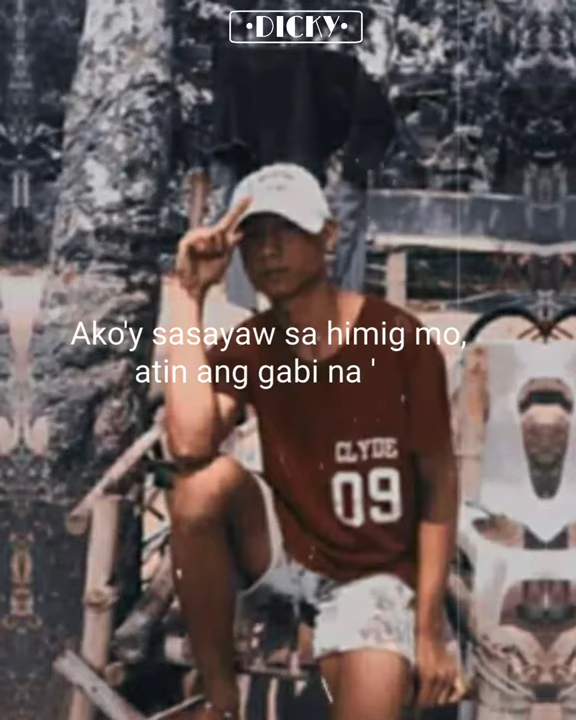 ·DICKY·
Ako'y sasayaw sa himig mo,
atin ang gabi na '
CLYDE
09